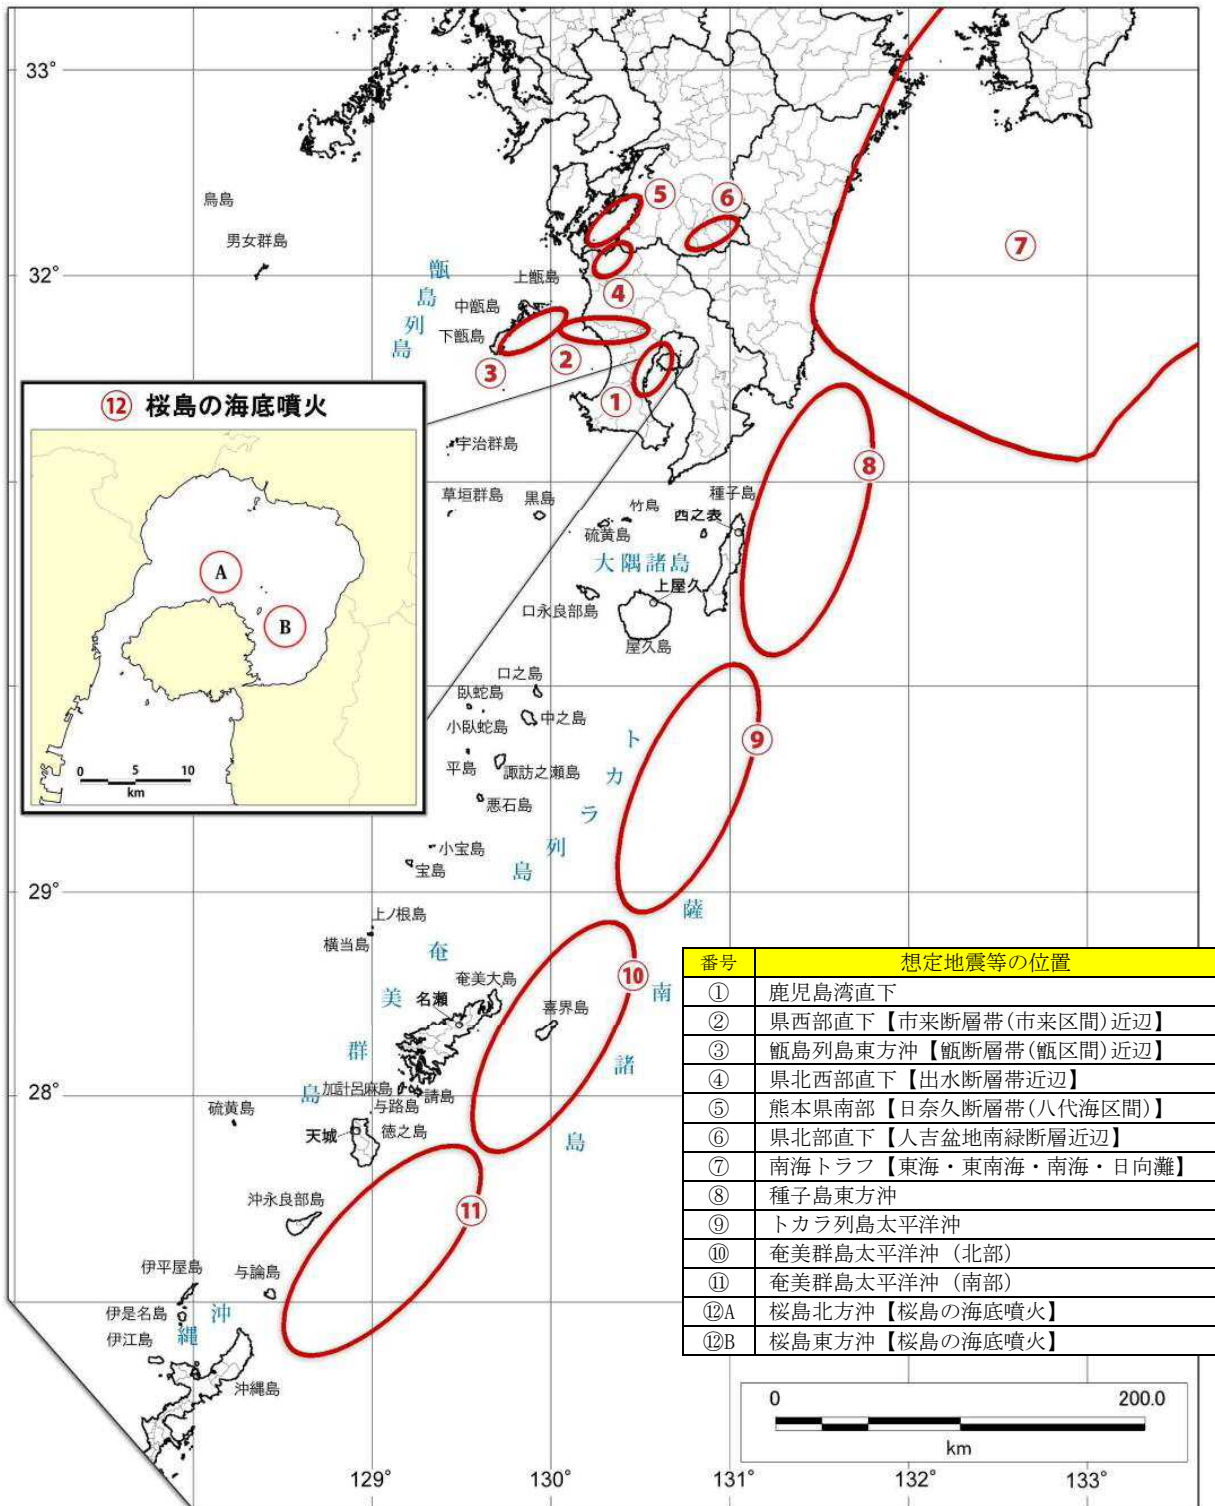 33°
32°
29°
28°
129°
130°
131°
132°
133°
鳥島
男女群島
甑島列島
上甑島
中甑島
下甑島
⑤
⑥
⑦
④
③
②
①
⑧
⑨
⑩
⑪
⑫ 桜島の海底噴火
A
B
0 5 10
km
宇治群島
草垣群島
黒島
竹島
硫黄島
種子島
西之表
大隅諸島
上屋久
口永良部島
屋久島
口之島
臥蛇島
小臥蛇島
中之島
平島
諏訪之瀬島
悪石島
小宝島
宝島
トカラ列島
上ノ根島
横当島
薩南諸島
奄美群島
奄美大島
名瀬
喜界島
加計呂麻島
請島
与路島
硫黄島
天城
徳之島
沖永良部島
与論島
伊平屋島
伊是名島
伊江島
沖縄
沖縄島
番号 想定地震等の位置
① 鹿児島湾直下
② 県西部直下【市来断層帯(市来区間)近辺】
③ 甑島列島東方沖【甑断層帯(甑区間)近辺】
④ 県北西部直下【出水断層帯近辺】
⑤ 熊本県南部【日奈久断層帯(八代海区間)】
⑥ 県北部直下【人吉盆地南緑断層近辺】
⑦ 南海トラフ【東海・東南海・南海・日向灘】
⑧ 種子島東方沖
⑨ トカラ列島太平洋沖
⑩ 奄美群島太平洋沖（北部）
⑪ 奄美群島太平洋沖（南部）
⑫A 桜島北方沖【桜島の海底噴火】
⑫B 桜島東方沖【桜島の海底噴火】
0 200.0
km